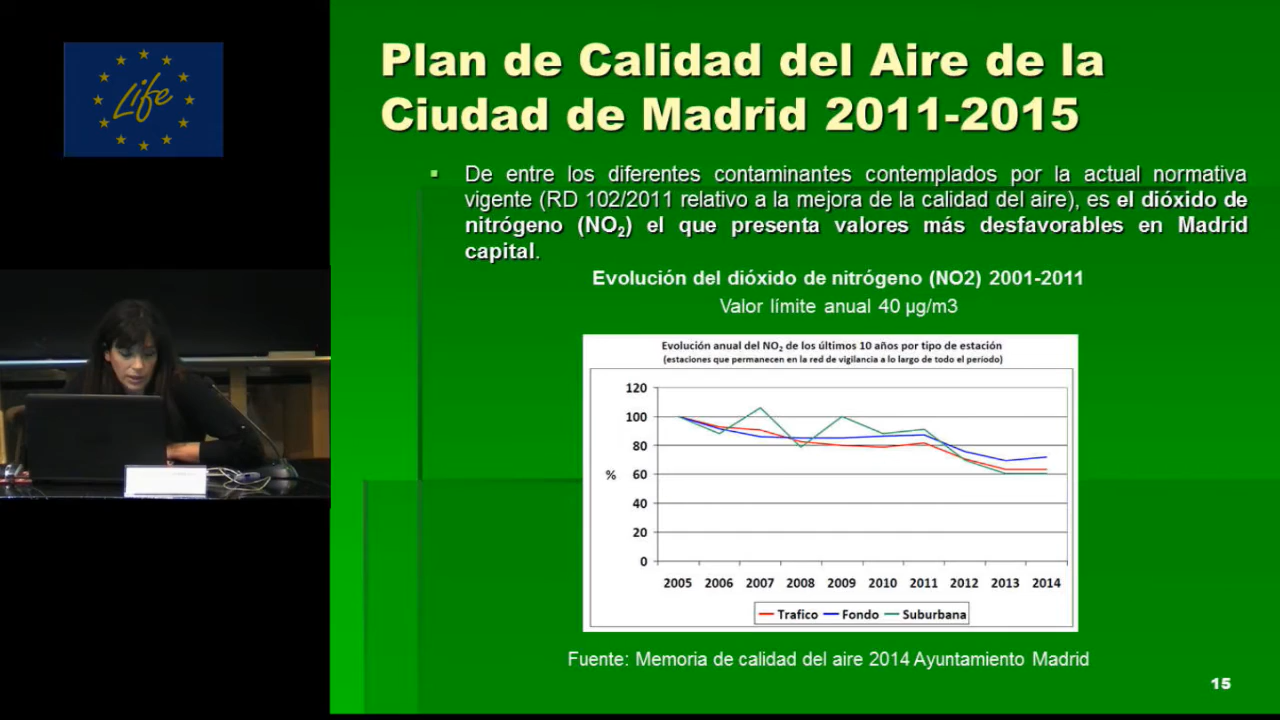 Life
Plan de Calidad del Aire de la
Ciudad de Madrid 2011-2015
▪ De entre los diferentes contaminantes contemplados por la actual normativa
vigente (RD 102/2011 relativo a la mejora de la calidad del aire), es el dióxido de
nitrógeno (NO₂) el que presenta valores más desfavorables en Madrid
capital.
Evolución del dióxido de nitrógeno (NO2) 2001-2011
Valor límite anual 40 µg/m3
Evolución anual del NO₂ de los últimos 10 años por tipo de estación
(estaciones que permanecen en la red de vigilancia a lo largo de todo el período)
120
100
80
%
60
40
20
0
2005 2006 2007 2008 2009 2010 2011 2012 2013 2014
Trafico Fondo Suburbana
Fuente: Memoria de calidad del aire 2014 Ayuntamiento Madrid
15